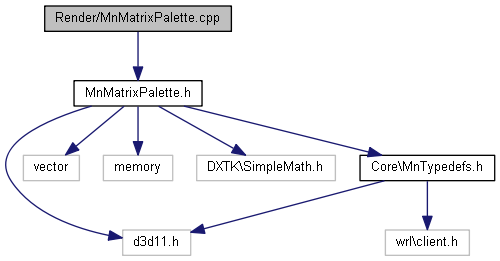 Render/MnMatrixPalette.cpp
MnMatrixPalette.h
vector
memory
DXTK\SimpleMath.h
Core\MnTypedefs.h
d3d11.h
wrl\client.h